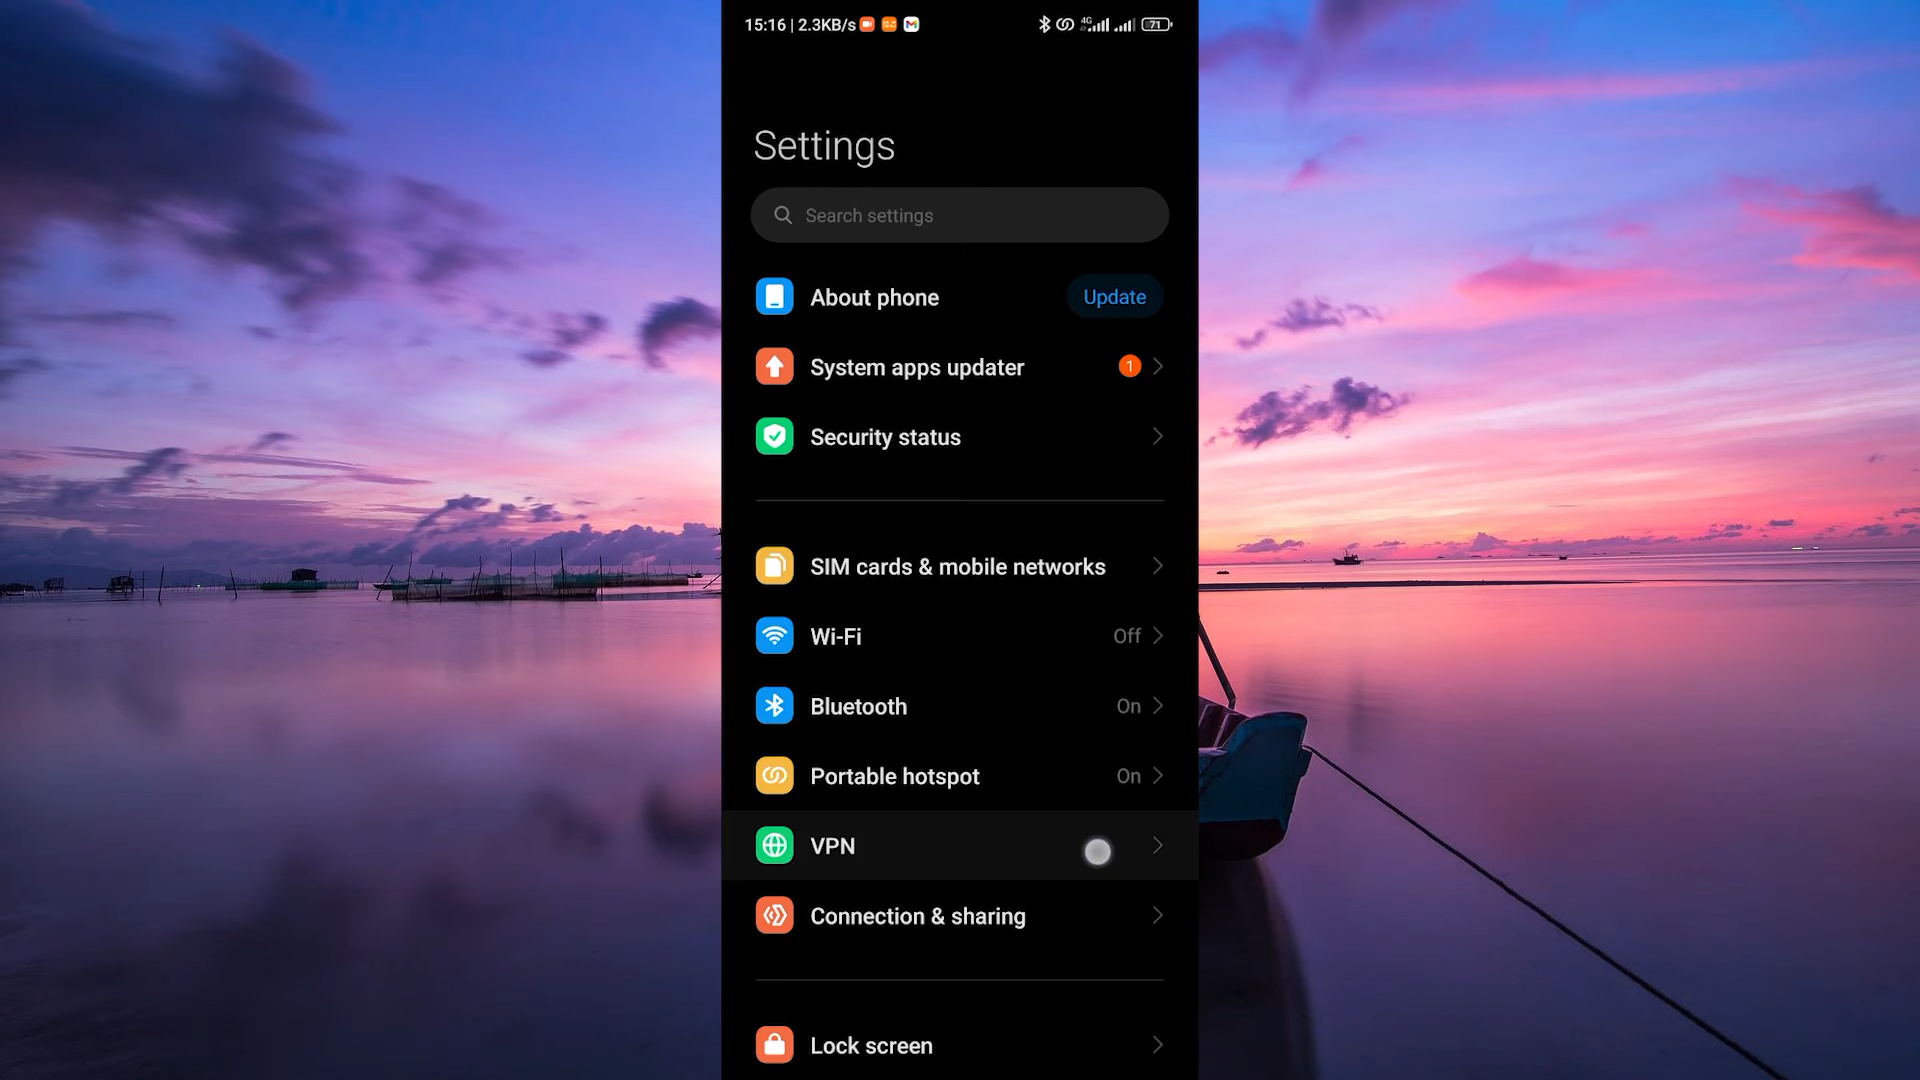 15:16 | 2.3KB/s 4G 71
Settings
Search settings
About phone Update
System apps updater 1
Security status
SIM cards & mobile networks
Wi-Fi Off
Bluetooth On
Portable hotspot On
VPN
Connection & sharing
Lock screen